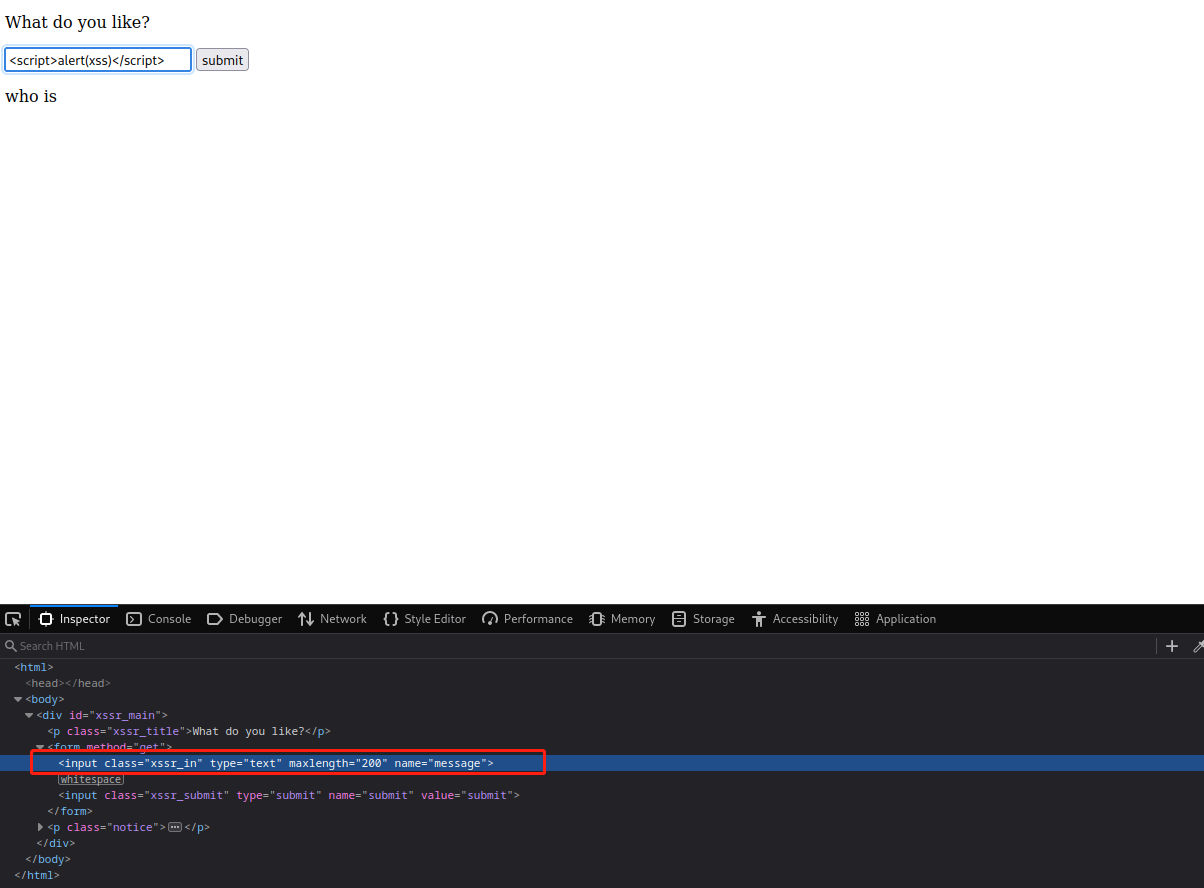 What do you like?
<script>alert(xss)</script> submit
who is
Inspector Console Debugger Network Style Editor Performance Memory Storage Accessibility Application
Search HTML
<html>
<head></head>
<body>
<div id="xssr_main">
<p class="xssr_title">What do you like?</p>
<form method="get">
<input class="xssr_in" type="text" maxlength="200" name="message">
whitespace
<input class="xssr_submit" type="submit" name="submit" value="submit">
</form>
<p class="notice">...</p>
</div>
</body>
</html>